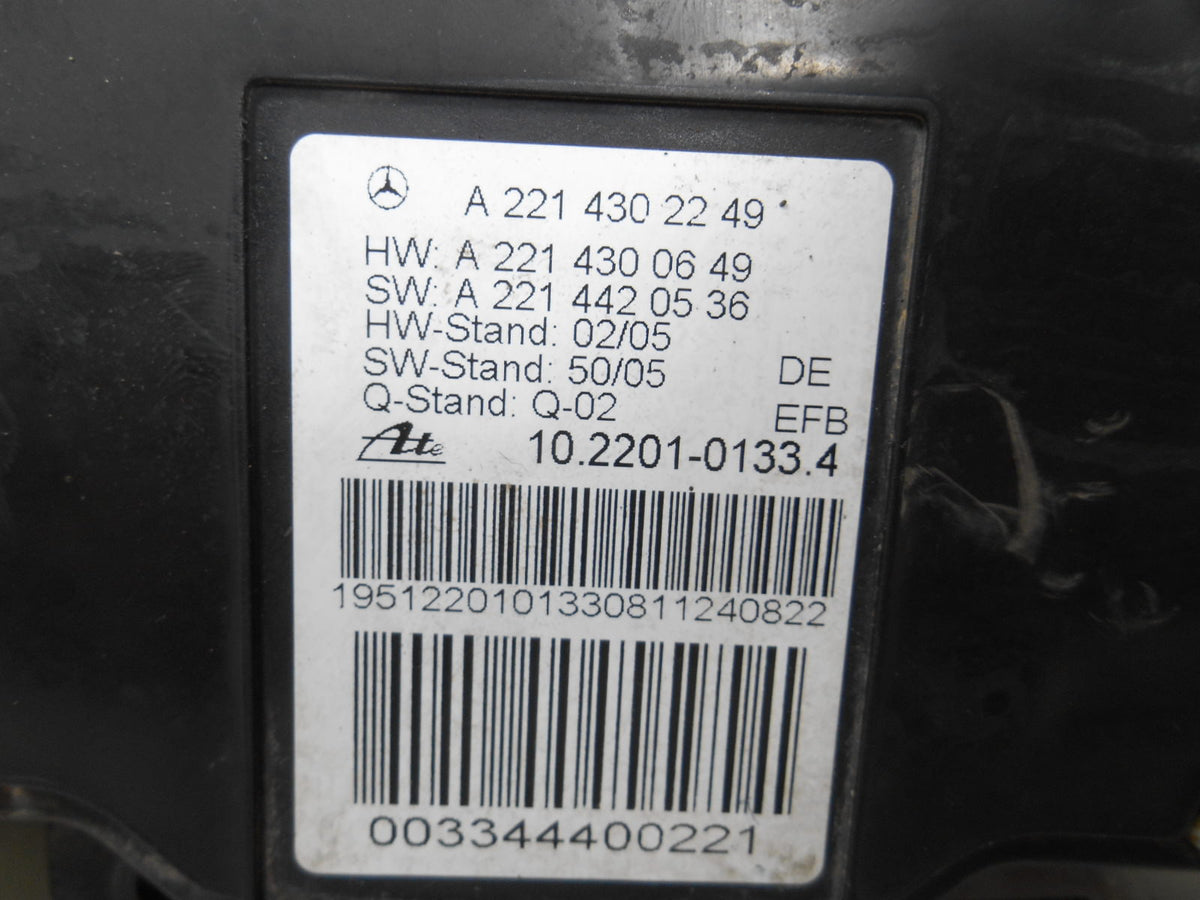 A 221 430 22 49
HW: A 221 430 06 49
SW: A 221 442 05 36
HW-Stand: 02/05
SW-Stand: 50/05 DE
Q-Stand: Q-02 EFB
Ate 10.2201-0133.4
1951220101330811240822
003344400221